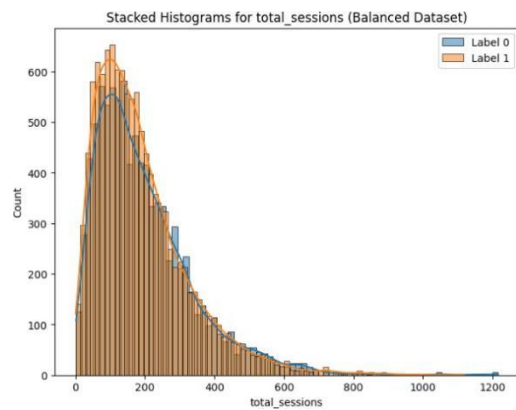 Stacked Histograms for total_sessions (Balanced Dataset)
Label 0
Label 1
600
500
400
300
200
100
0
Count
0 200 400 600 800 1000 1200
total_sessions